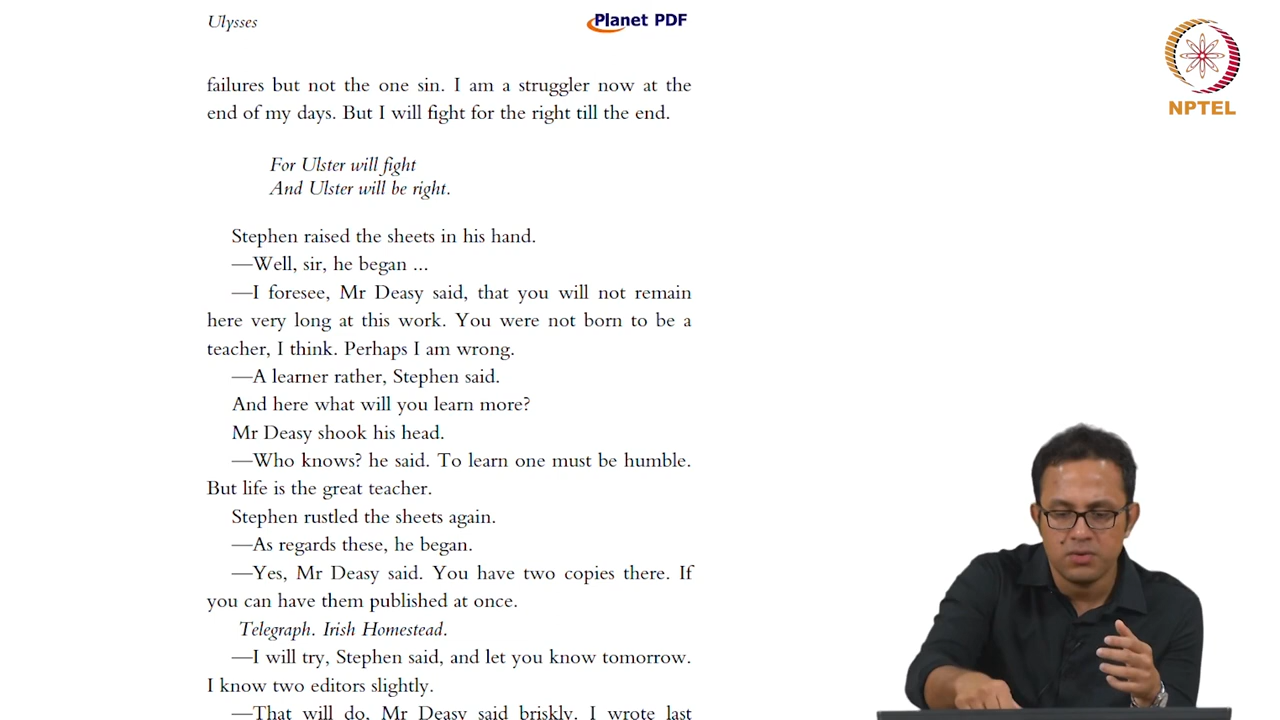 Ulysses
Planet PDF
NPTEL
failures but not the one sin. I am a struggler now at the
end of my days. But I will fight for the right till the end.
For Ulster will fight
And Ulster will be right.
Stephen raised the sheets in his hand.
—Well, sir, he began ...
—I foresee, Mr Deasy said, that you will not remain
here very long at this work. You were not born to be a
teacher, I think. Perhaps I am wrong.
—A learner rather, Stephen said.
And here what will you learn more?
Mr Deasy shook his head.
—Who knows? he said. To learn one must be humble.
But life is the great teacher.
Stephen rustled the sheets again.
—As regards these, he began.
—Yes, Mr Deasy said. You have two copies there. If
you can have them published at once.
Telegraph. Irish Homestead.
—I will try, Stephen said, and let you know tomorrow.
I know two editors slightly.
—That will do, Mr Deasy said briskly. I wrote last